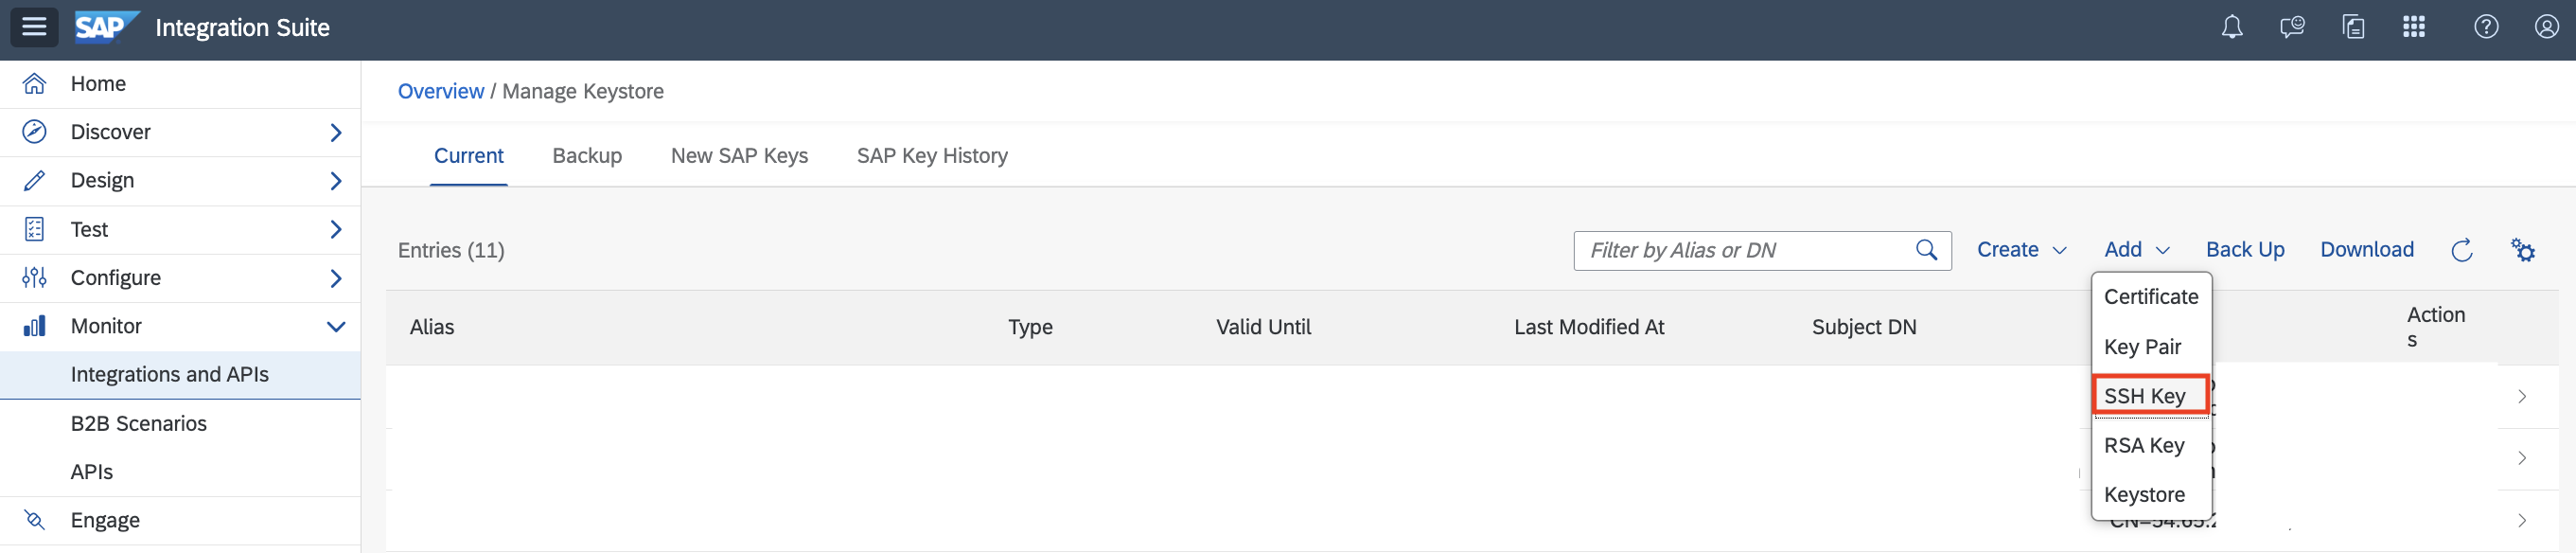 SAP Integration Suite
Home
Discover
Design
Test
Configure
Monitor
Integrations and APIs
B2B Scenarios
APIs
Engage
Overview / Manage Keystore
Current Backup New SAP Keys SAP Key History
Entries (11) Filter by Alias or DN Create Add Back Up Download
Alias Type Valid Until Last Modified At Subject DN Action
s
Certificate
Key Pair
SSH Key
RSA Key
Keystore